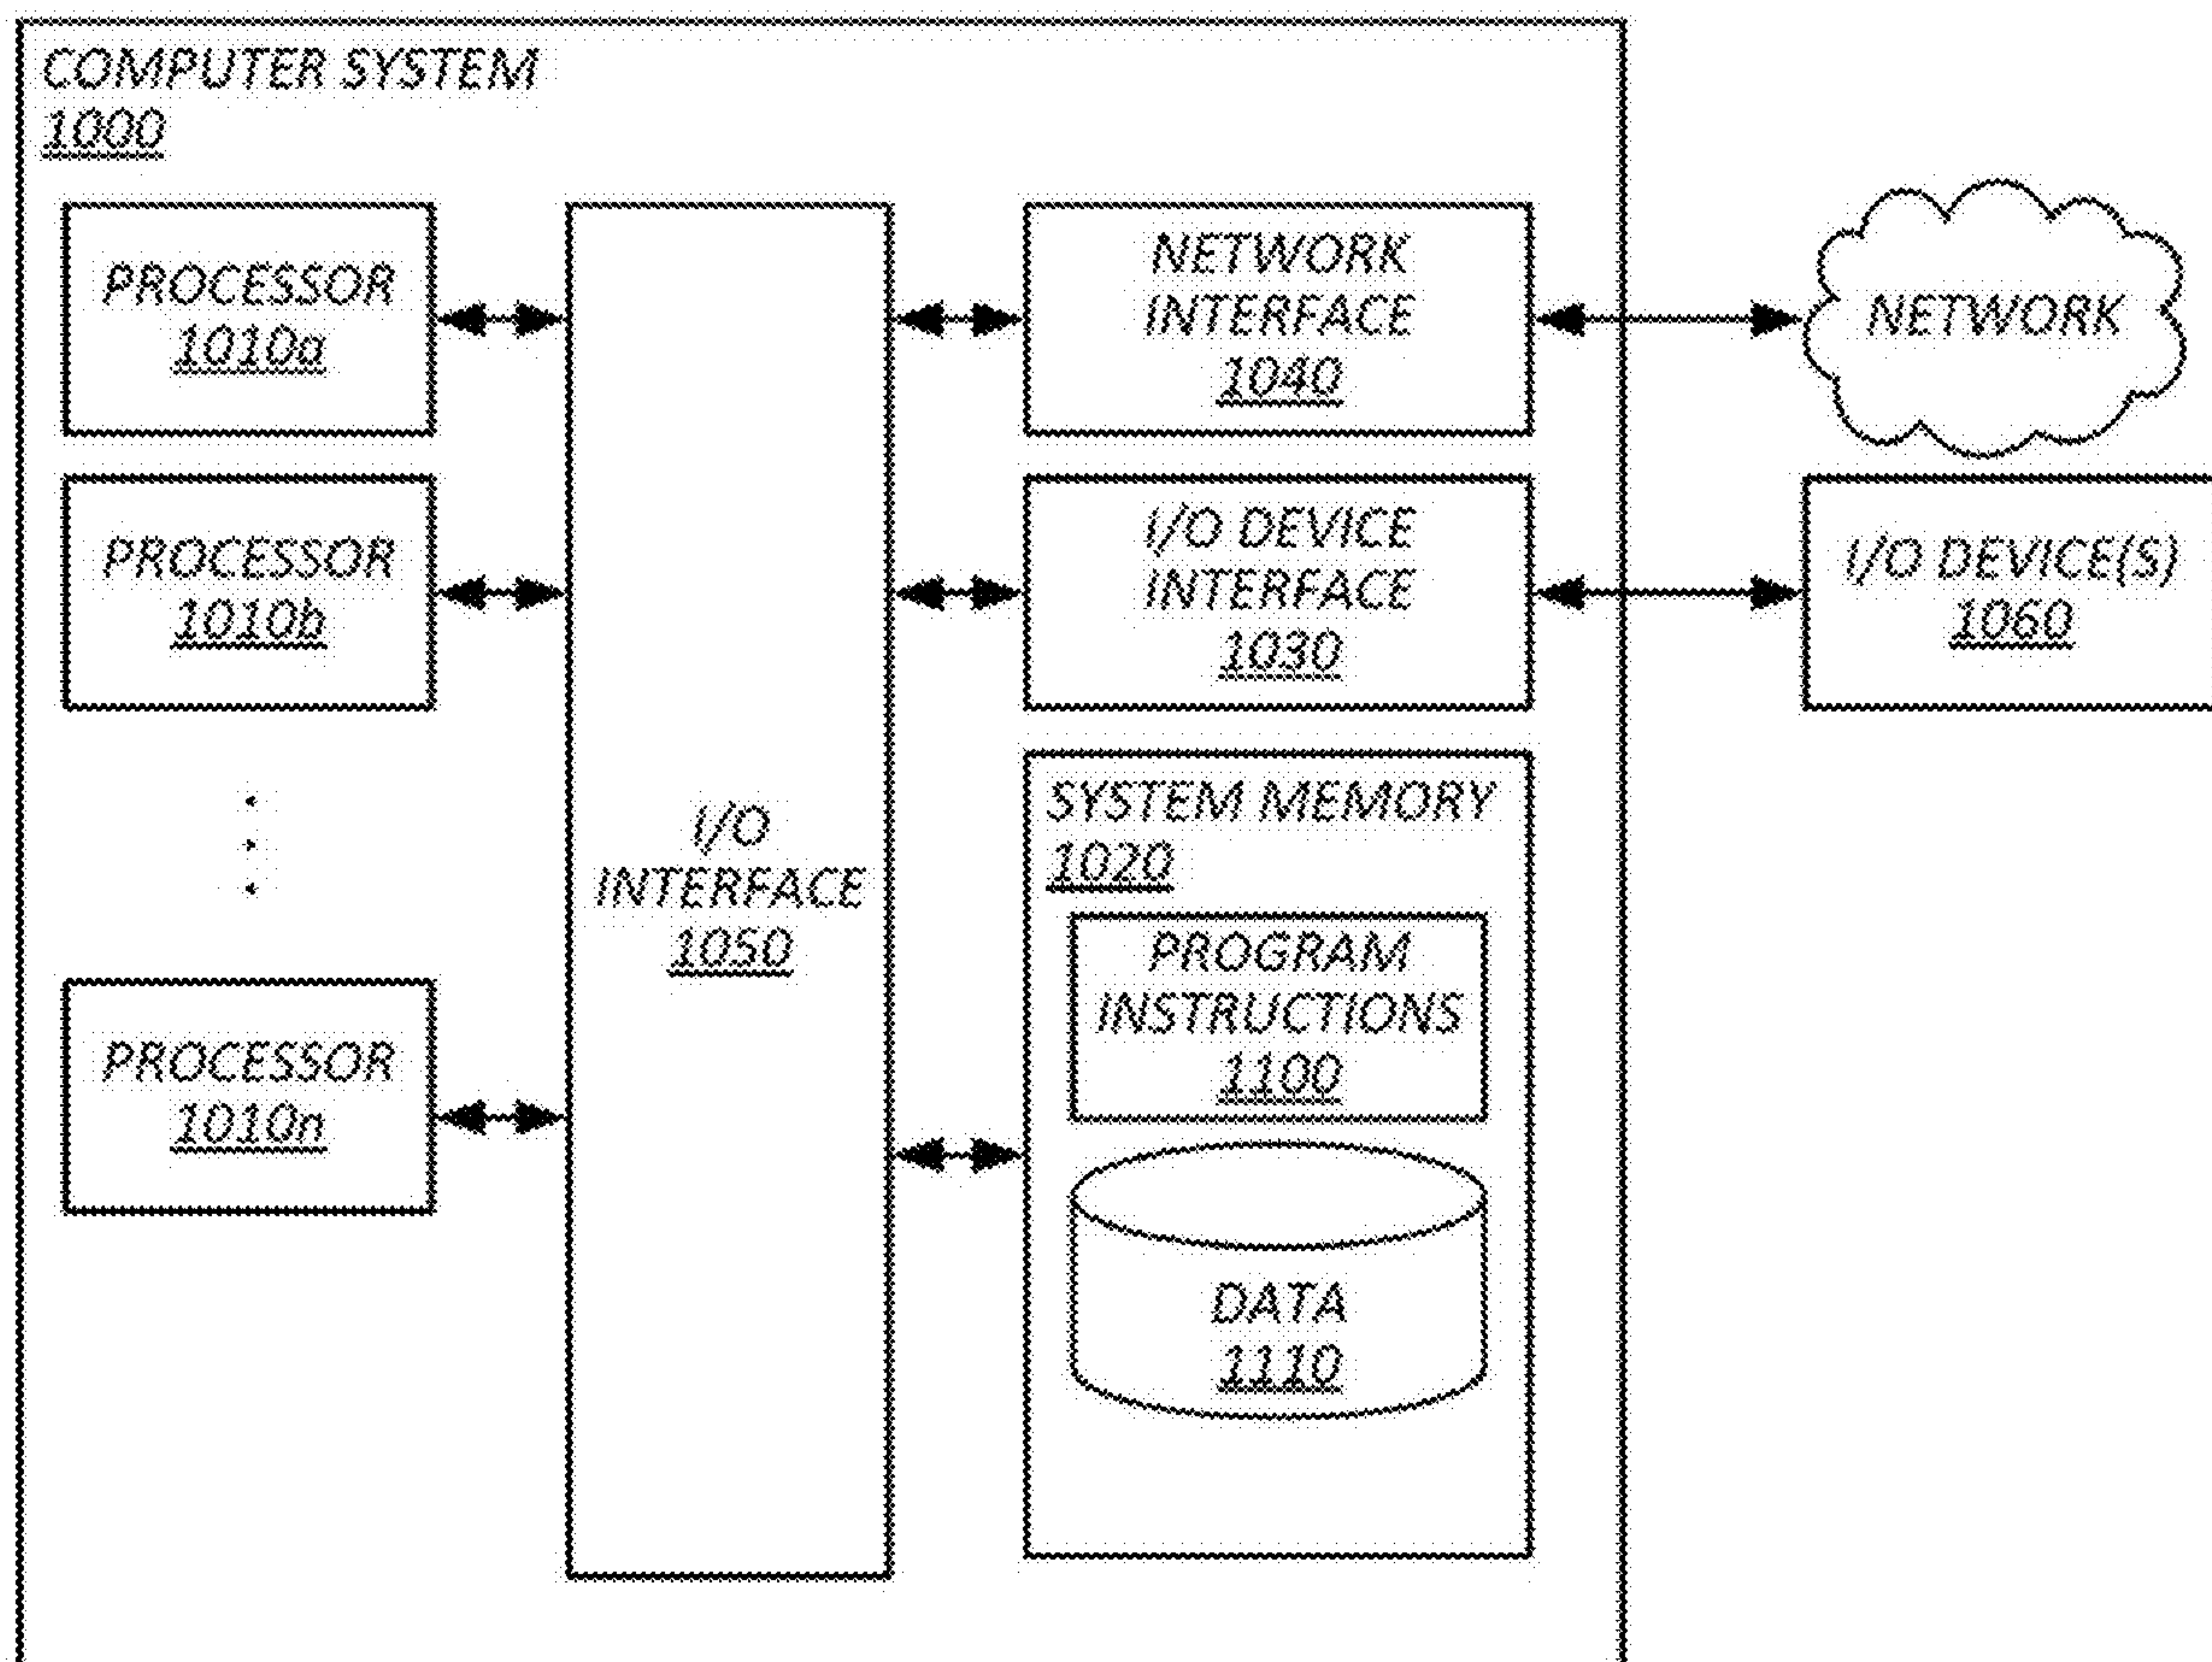 COMPUTER SYSTEM
1000
PROCESSOR
1010a
PROCESSOR
1010b
PROCESSOR
1010n
I/O
INTERFACE
1050
NETWORK
INTERFACE
1040
I/O DEVICE
INTERFACE
1030
SYSTEM MEMORY
1020
PROGRAM
INSTRUCTIONS
1100
DATA
1110
NETWORK
I/O DEVICE(S)
1060